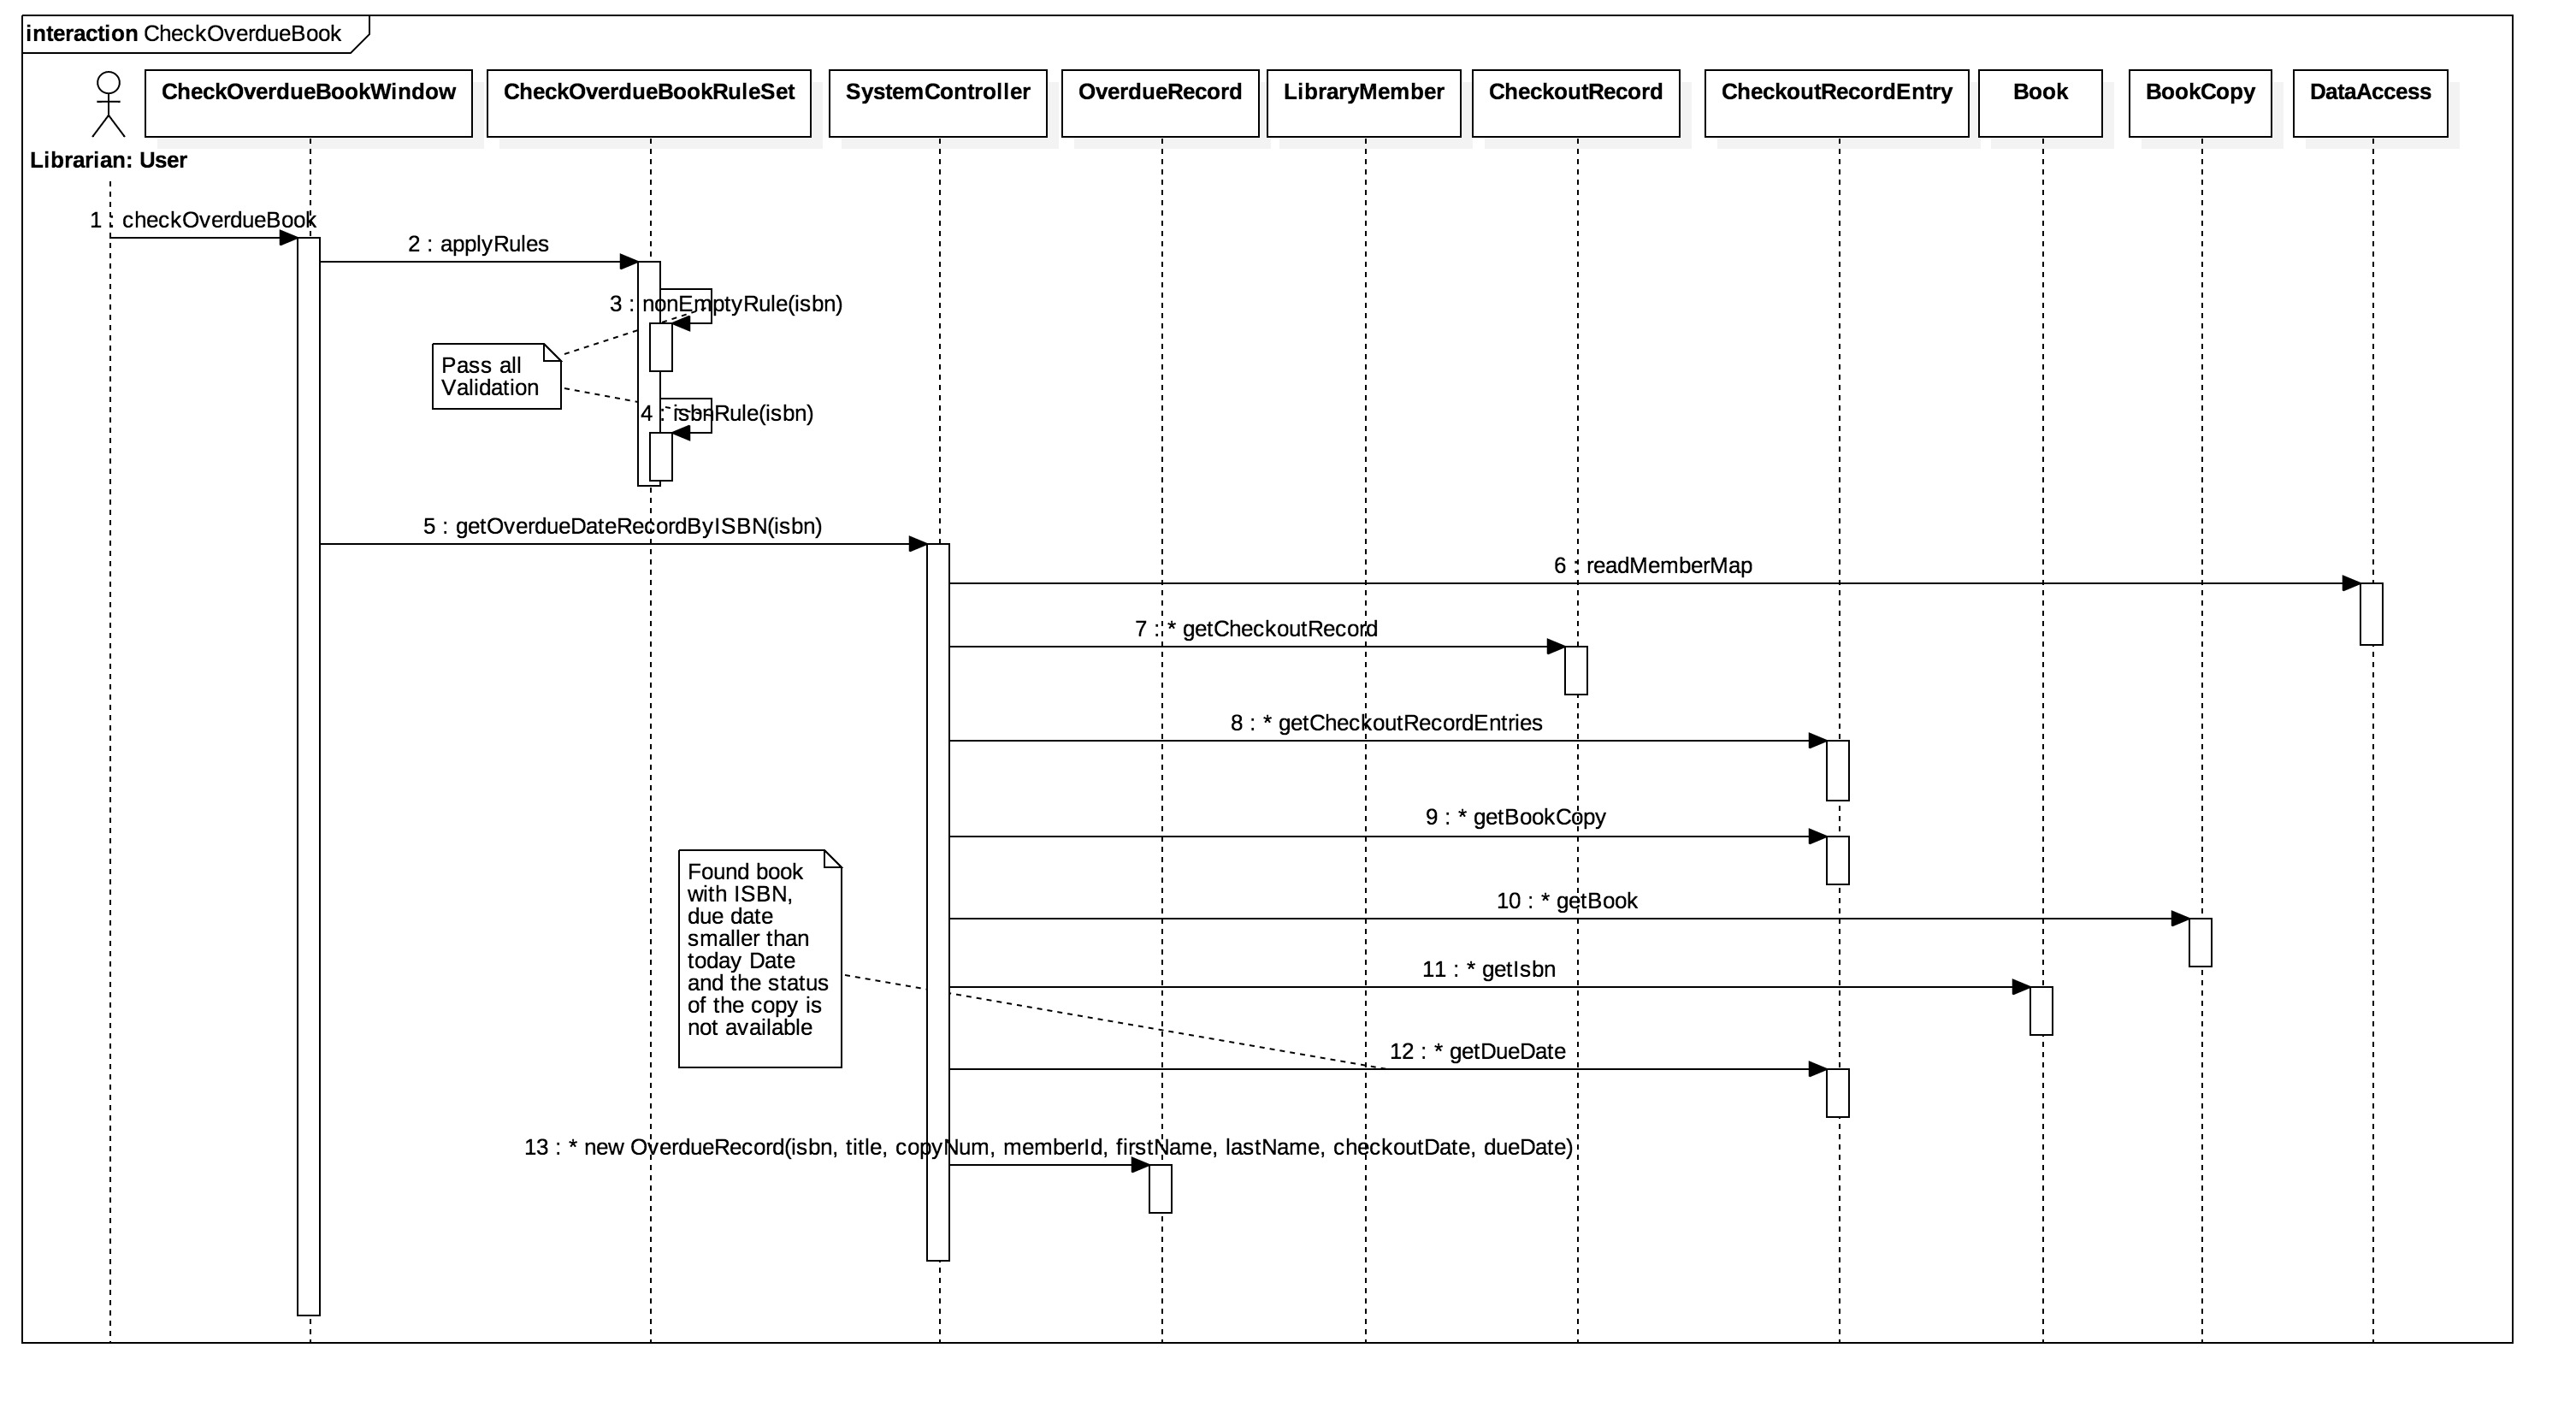 interaction CheckOverdueBook
CheckOverdueBookWindow
CheckOverdueBookRuleSet
SystemController
OverdueRecord
LibraryMember
CheckoutRecord
CheckoutRecordEntry
Book
BookCopy
DataAccess
Librarian: User
1 : checkOverdueBook
2 : applyRules
3 : nonEmptyRule(isbn)
Pass all
Validation
4 : isbnRule(isbn)
5 : getOverdueDateRecordByISBN(isbn)
6 : readMemberMap
7 : * getCheckoutRecord
8 : * getCheckoutRecordEntries
9 : * getBookCopy
Found book
with ISBN,
due date
smaller than
today Date
and the status
of the copy is
not available
10 : * getBook
11 : * getIsbn
12 : * getDueDate
13 : * new OverdueRecord(isbn, title, copyNum, memberId, firstName, lastName, checkoutDate, dueDate)